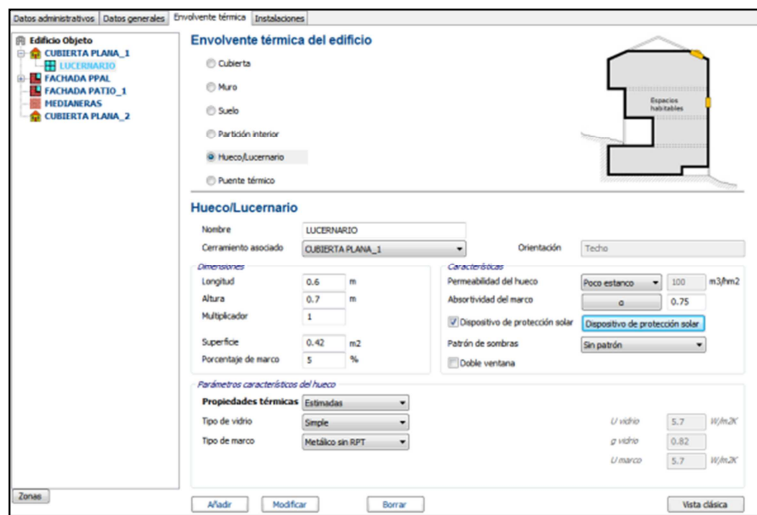 Datos administrativos Datos generales Envolvente térmica Instalaciones
Edificio Objeto
CUBIERTA PLANA_1
LUCERNARIO
FACHADA PPAL
FACHADA PATIO_1
MEDIANERAS
CUBIERTA PLANA_2
Zonas
Envolvente térmica del edificio
Cubierta
Muro
Suelo
Partición interior
Hueco/Lucernario
Puente térmico
Espacios
habitables
Hueco/Lucernario
Nombre LUCERNARIO
Cerramiento asociado CUBIERTA PLANA_1 Orientación Techo
Dimensiones
Longitud 0.6 m
Altura 0.7 m
Multiplicador 1
Superficie 0.42 m2
Porcentaje de marco 5 %
Características
Permeabilidad del hueco Poco estanco 100 m3/hm2
Absortividad del marco α 0.75
Dispositivo de protección solar Dispositivo de protección solar
Patrón de sombras Sin patrón
Doble ventana
Parámetros característicos del hueco
Propiedades térmicas Estimadas
Tipo de vidrio Simple U vidrio 5.7 W/m2K
Tipo de marco Metálico sin RPT g vidrio 0.82
U marco 5.7 W/m2K
Añadir Modificar Borrar Vista clásica